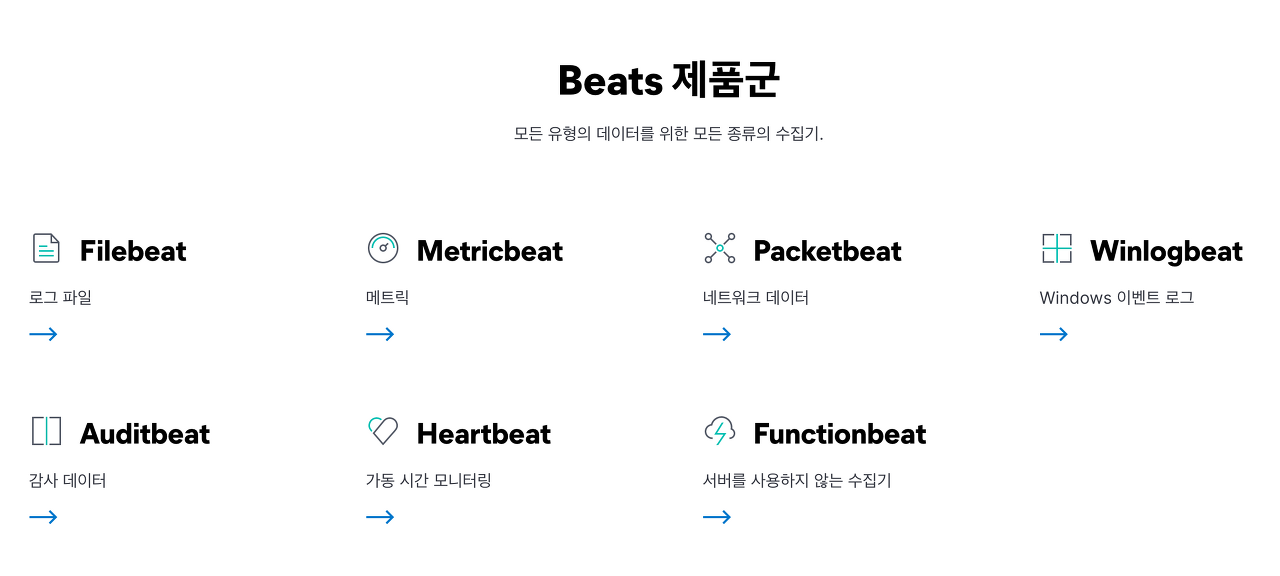 Beats 제품군
모든 유형의 데이터를 위한 모든 종류의 수집기.
Filebeat
로그 파일
Metricbeat
메트릭
Packetbeat
네트워크 데이터
Winlogbeat
Windows 이벤트 로그
Auditbeat
감사 데이터
Heartbeat
가동 시간 모니터링
Functionbeat
서버를 사용하지 않는 수집기